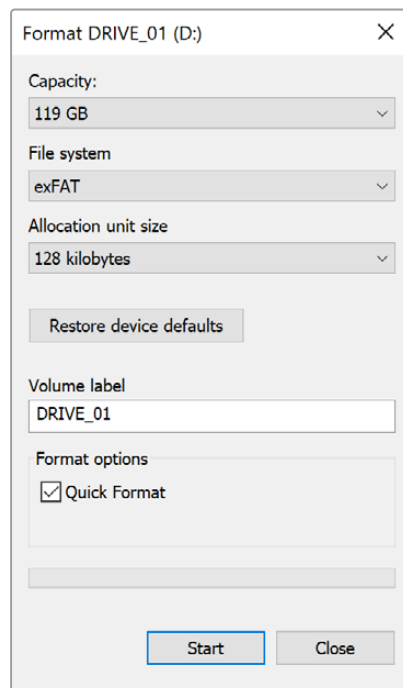 Format DRIVE_01 (D:)
Capacity:
119 GB
File system
exFAT
Allocation unit size
128 kilobytes
Restore device defaults
Volume label
DRIVE_01
Format options
Quick Format
Start
Close